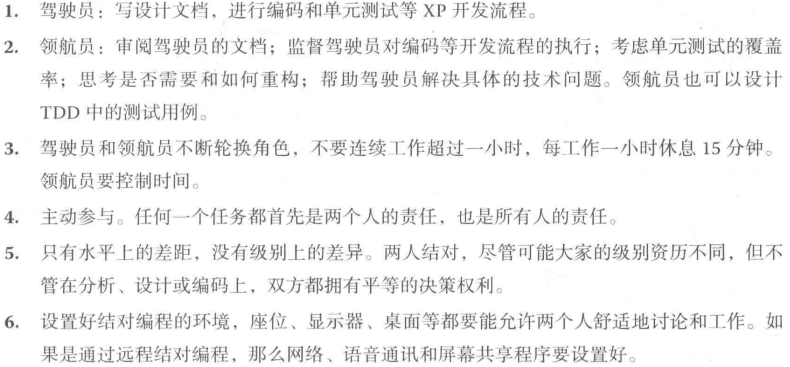 1. 驾驶员：写设计文档，进行编码和单元测试等 XP 开发流程。
2. 领航员：审阅驾驶员的文档；监督驾驶员对编码等开发流程的执行；考虑单元测试的覆盖
率；思考是否需要和如何重构；帮助驾驶员解决具体的技术问题。领航员也可以设计
TDD 中的测试用例。
3. 驾驶员和领航员不断轮换角色，不要连续工作超过一小时，每工作一小时休息 15 分钟。
领航员要控制时间。
4. 主动参与。任何一个任务都首先是两个人的责任，也是所有人的责任。
5. 只有水平上的差距，没有级别上的差异。两人结对，尽管可能大家的级别资历不同，但不
管在分析、设计或编码上，双方都拥有平等的决策权利。
6. 设置好结对编程的环境，座位、显示器、桌面等都要能允许两个人舒适地讨论和工作。如
果是通过远程结对编程，那么网络、语音通讯和屏幕共享程序要设置好。